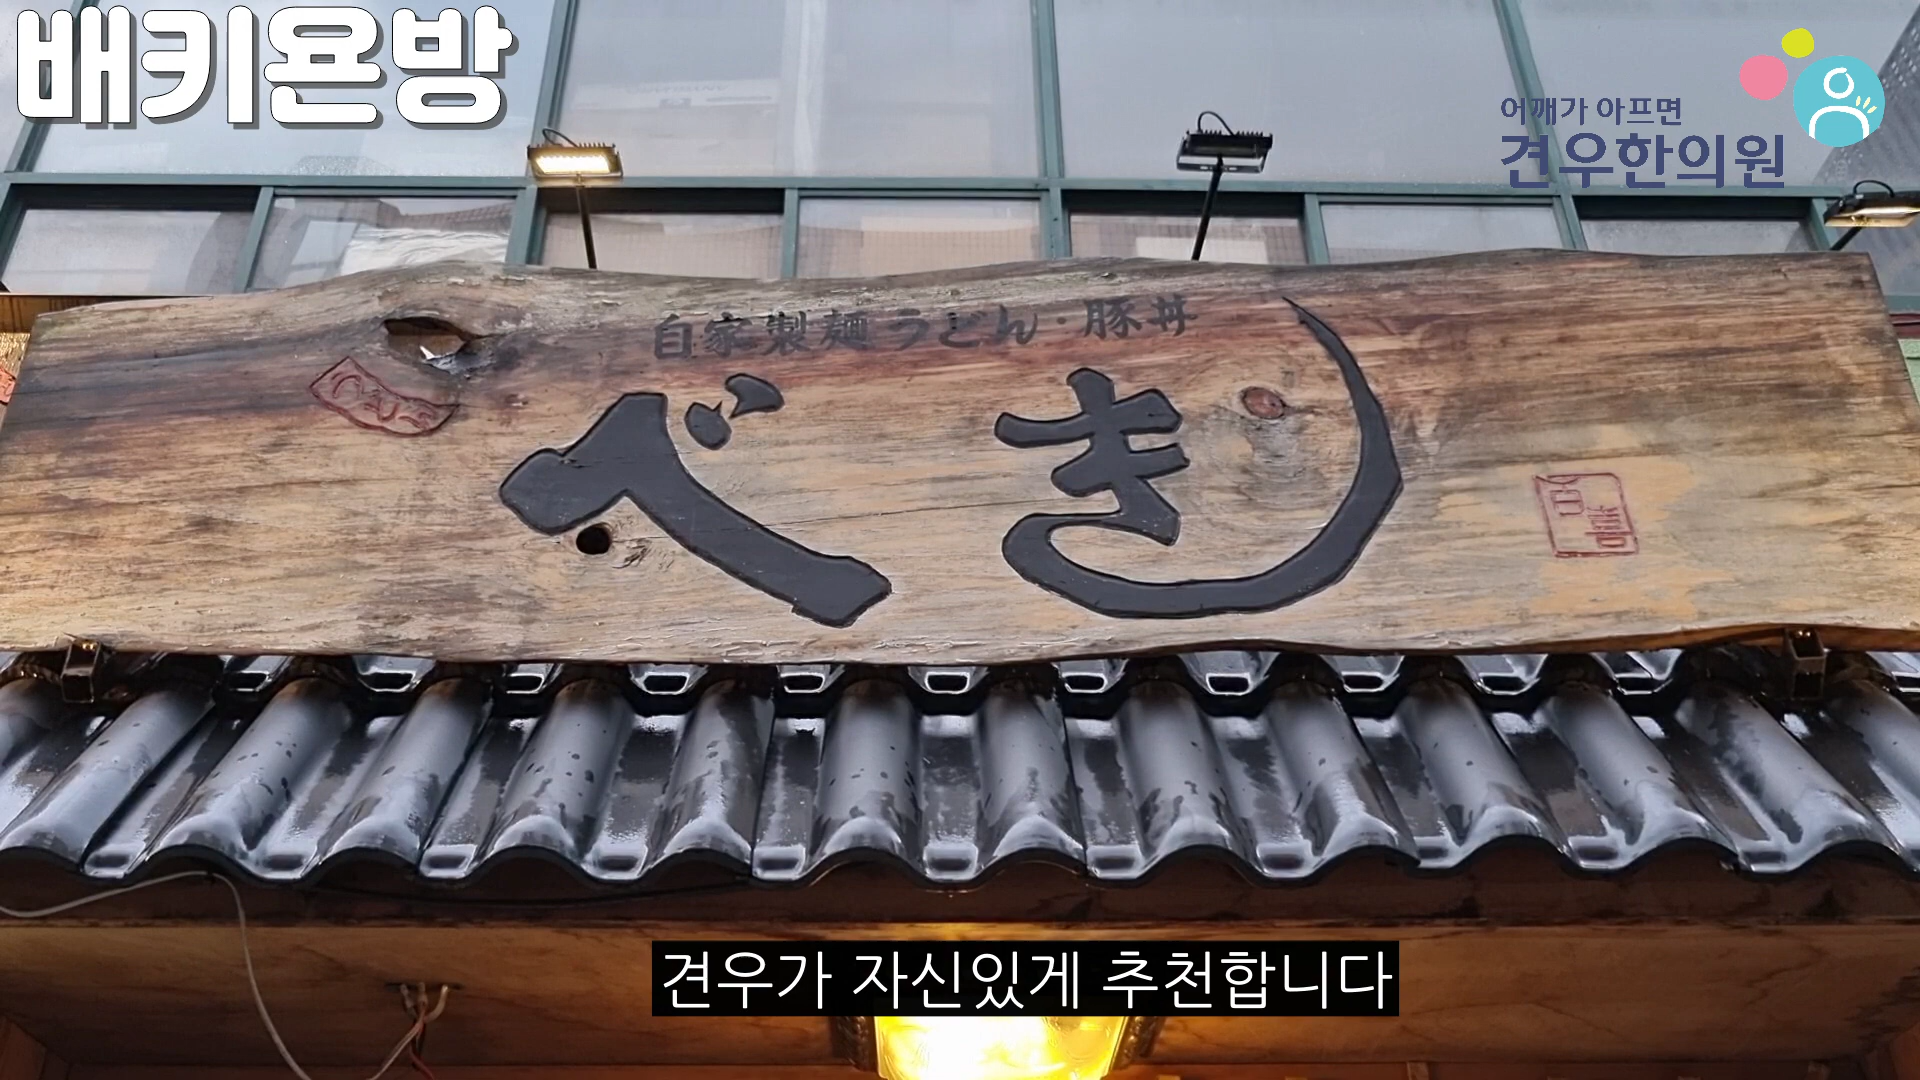 배키욘방
어깨가 아프면
견우한의원
自家製麺うどん・豚丼
べき
견우가 자신있게 추천합니다